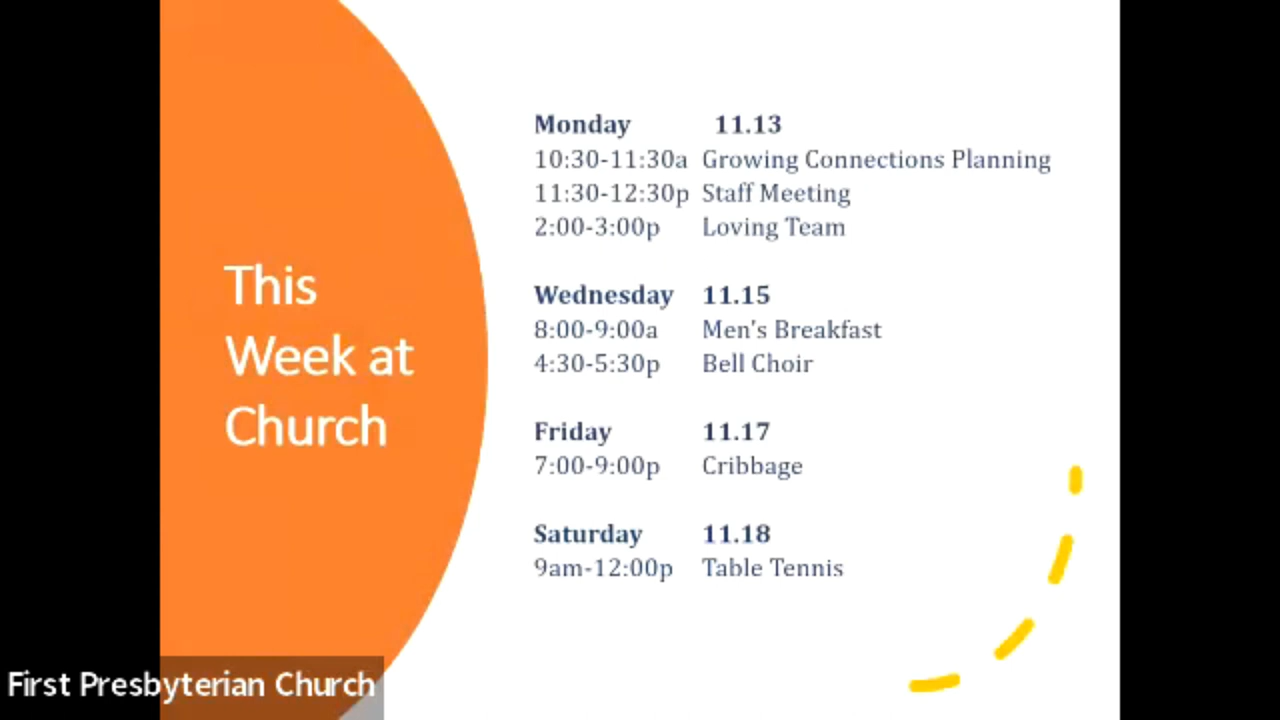 This
Week at
Church
Monday 11.13
10:30-11:30a Growing Connections Planning
11:30-12:30p Staff Meeting
2:00-3:00p Loving Team
Wednesday 11.15
8:00-9:00a Men's Breakfast
4:30-5:30p Bell Choir
Friday 11.17
7:00-9:00p Cribbage
Saturday 11.18
9am-12:00p Table Tennis
First Presbyterian Church